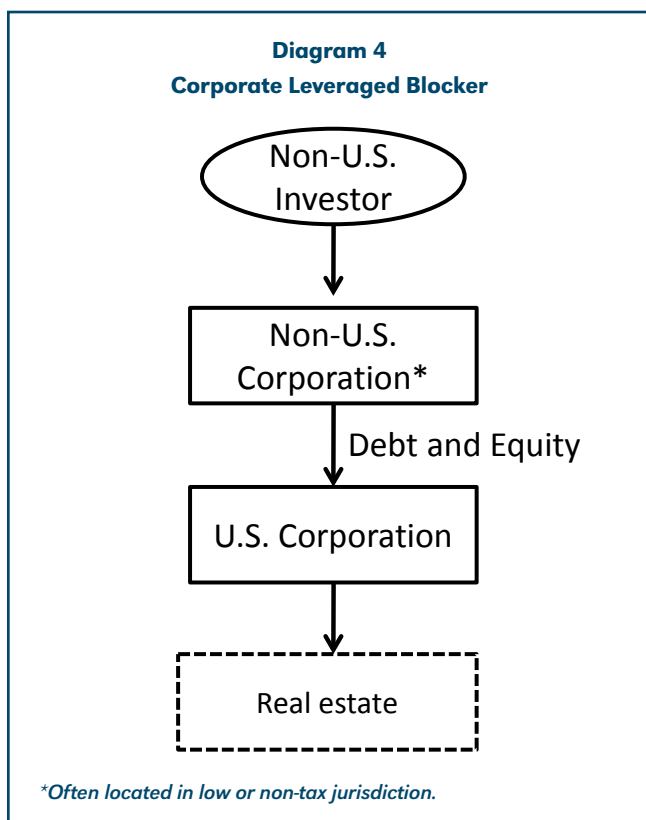 Diagram 4
Corporate Leveraged Blocker
Non-U.S.
Investor
Non-U.S.
Corporation*
Debt and Equity
U.S. Corporation
Real estate
*Often located in low or non-tax jurisdiction.